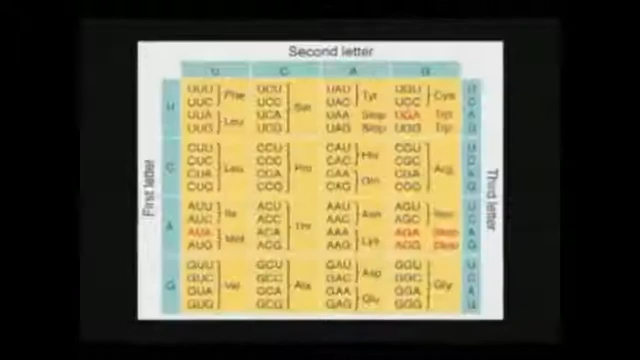 Second letter
U C A G
UUU UCU UAU UGU U
UUC Phe UCC UAC Tyr UGC Cys C
U UUA UCA Ser UAA Stop UGA Trp A
UUG Leu UCG UAG Stop UGG Trp G
CUU CCU CAU CGU U
CUC CCC CAC His CGC C
C CUA Leu CCA Pro CAA CGA Arg A
CUG CCG CAG Gln CGG G
AUU ACU AAU AGU U
AUC Ile ACC AAC Asn AGC C
A AUA ACA Thr AAA AGA Stop A
AUG Met ACG AAG Lys AGG Stop G
GUU GCU GAU GGU U
GUC GCC GAC Asp GGC C
G GUA Val GCA Ala GAA GGA Gly A
GUG GCG GAG Glu GGG G
First letter
Third letter